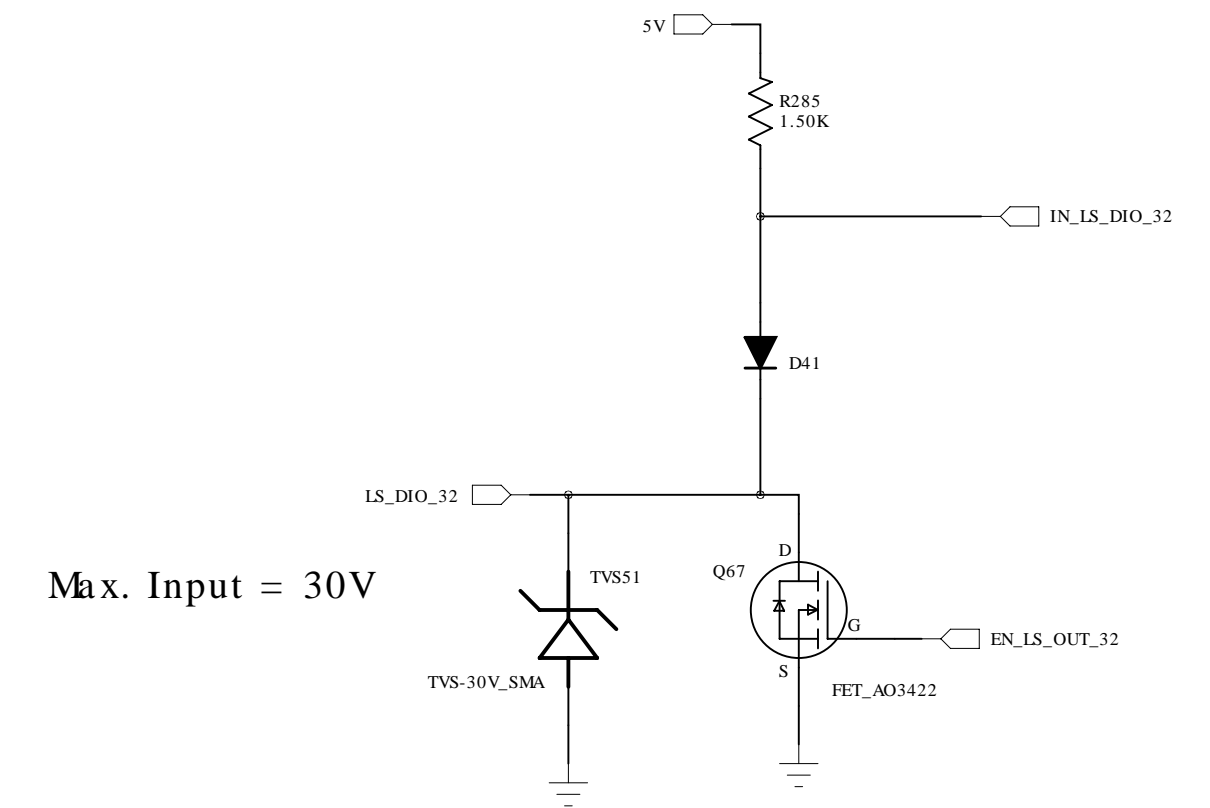 5V
R285
1.50K
IN_LS_DIO_32
D41
LS_DIO_32
D
Q67
TVS51
Max. Input = 30V
G
EN_LS_OUT_32
S
TVS-30V_SMA
FET_AO3422